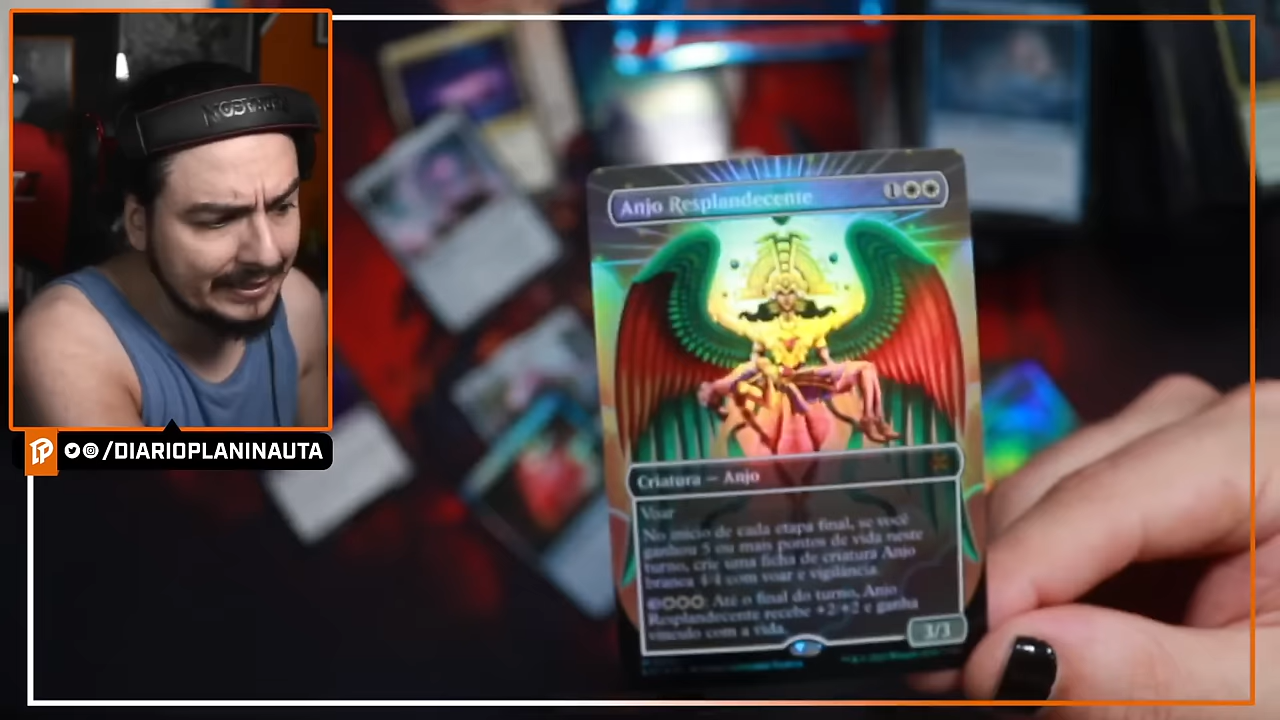 Anjo Resplandecente 1
/DIARIOPLANINAUTA
Criatura — Anjo
Voar
No início de cada etapa final, se você
ganhou 5 ou mais pontos de vida neste
turno, crie uma ficha de criatura Anjo
branca 4/4 com voar e vigilância.
: Até o final do turno, Anjo
Resplandecente recebe +2/+2 e ganha
vínculo com a vida.
3/3